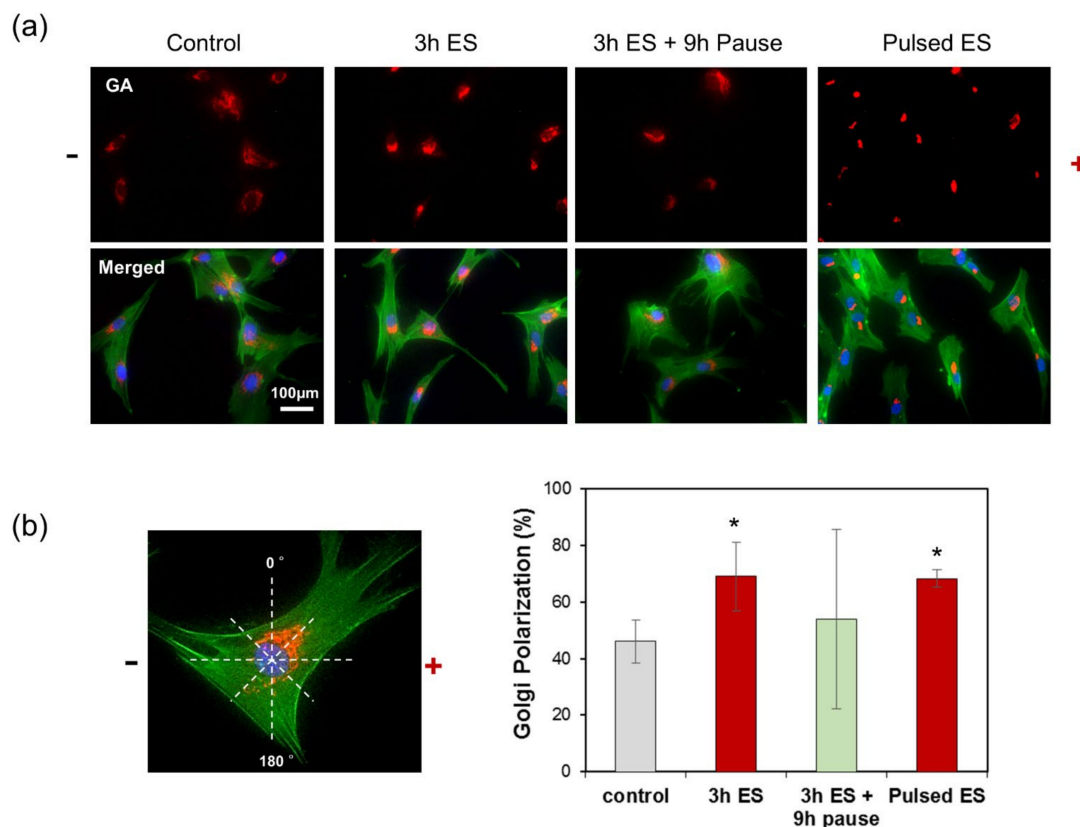 (a)
Control
3h ES
3h ES + 9h Pause
Pulsed ES
GA
-
+
Merged
100μm
(b)
0 °
-
+
180 °
Golgi Polarization (%)
100
80
60
40
20
0
*
*
control
3h ES
3h ES +
9h pause
Pulsed ES